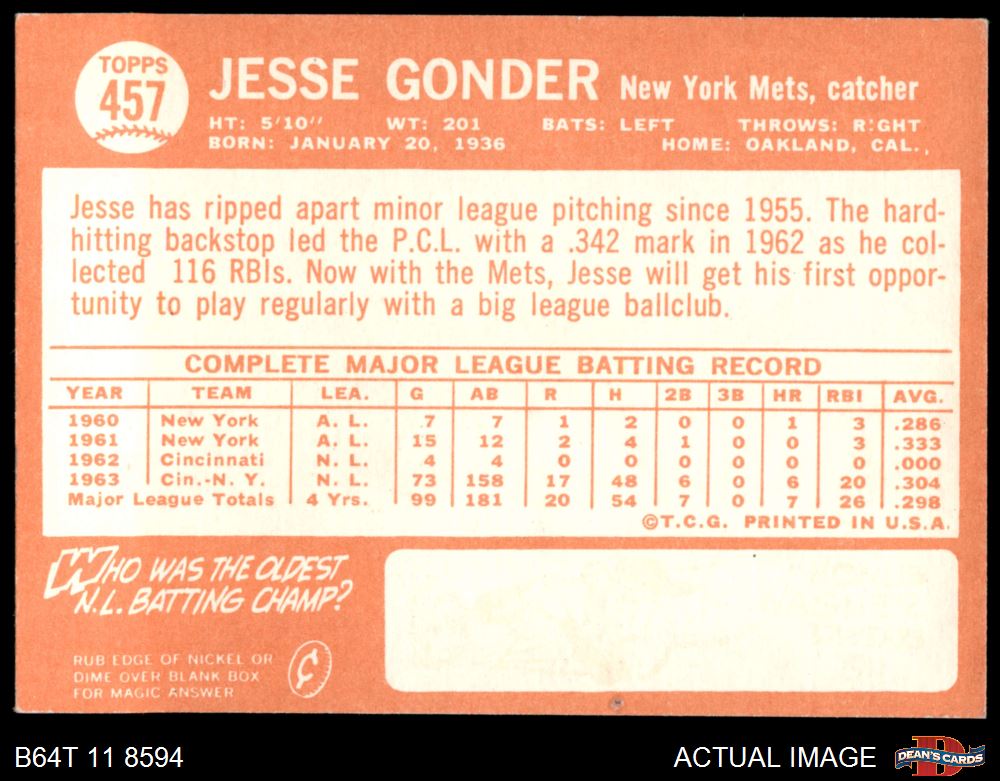 TOPPS
457
JESSE GONDER New York Mets, catcher
HT: 5'10" WT: 201 BATS: LEFT THROWS: RIGHT
BORN: JANUARY 20, 1936 HOME: OAKLAND, CAL.
Jesse has ripped apart minor league pitching since 1955. The hard-
hitting backstop led the P.C.L. with a .342 mark in 1962 as he col-
lected 116 RBIs. Now with the Mets, Jesse will get his first oppor-
tunity to play regularly with a big league ballclub.
COMPLETE MAJOR LEAGUE BATTING RECORD
YEAR TEAM LEA. G AB R H 2B 3B HR RBI AVG.
1960 New York A. L. 7 7 1 2 0 0 1 3 .286
1961 New York A. L. 15 12 2 4 1 0 0 3 .333
1962 Cincinnati N. L. 4 4 0 0 0 0 0 0 .000
1963 Cin.-N. Y. N. L. 73 158 17 48 6 0 6 20 .304
Major League Totals 4 Yrs. 99 181 20 54 7 0 7 26 .298
©T.C.G. PRINTED IN U.S.A.
WHO WAS THE OLDEST
N.L. BATTING CHAMP?
RUB EDGE OF NICKEL OR
DIME OVER BLANK BOX
FOR MAGIC ANSWER
¢
B64T 11 8594 ACTUAL IMAGE DEAN'S CARDS